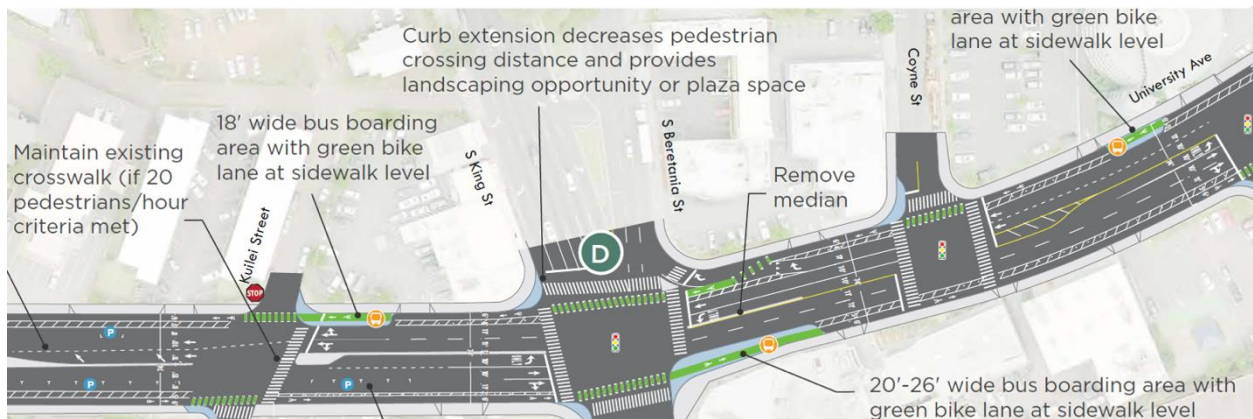 area with green bike
lane at sidewalk level
Curb extension decreases pedestrian
crossing distance and provides
landscaping opportunity or plaza space
Coyne St
University Ave
18' wide bus boarding
area with green bike
lane at sidewalk level
S King St
S Beretania St
Maintain existing
crosswalk (if 20
pedestrians/hour
criteria met)
Kuilei Street
Remove
median
D
STOP
P
P
P
20'-26' wide bus boarding area with
green bike lane at sidewalk level